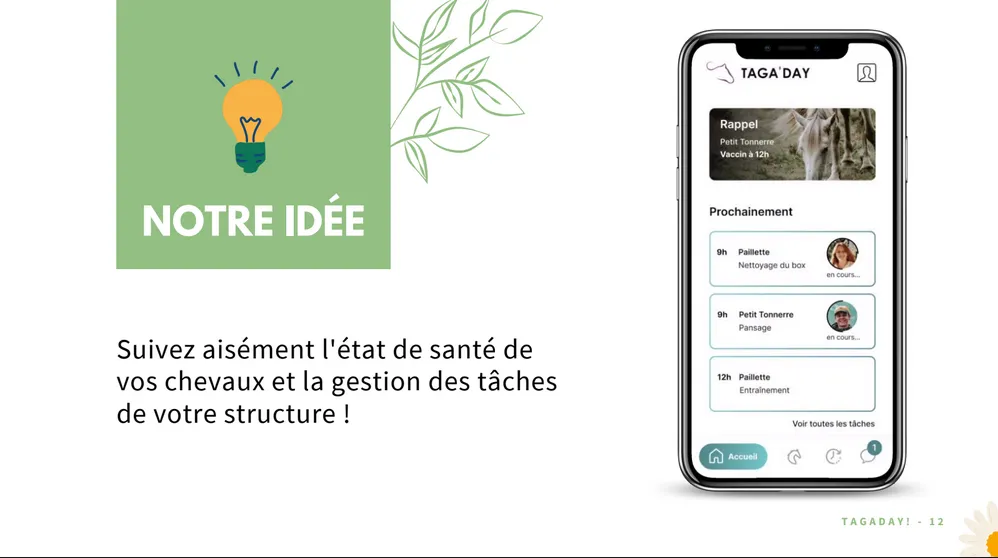 NOTRE IDÉE
Suivez aisément l'état de santé de
vos chevaux et la gestion des tâches
de votre structure !
TAGA'DAY
Rappel
Petit Tonnerre
Vaccin à 12h
Prochainement
9h Paillette
Nettoyage du box
en cours...
9h Petit Tonnerre
Pansage
en cours...
12h Paillette
Entraînement
Voir toutes les tâches
Accueil
1
TAGADAY! - 12